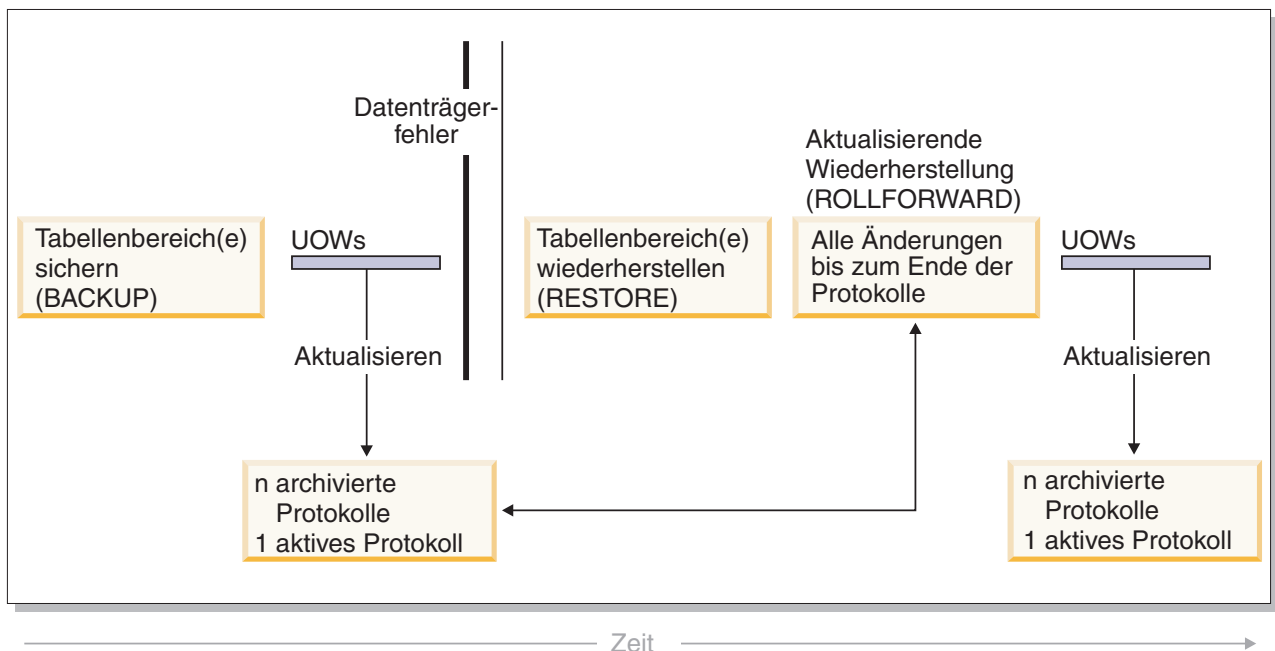 Datenträger-
fehler
Aktualisierende
Wiederherstellung
(ROLLFORWARD)
Tabellenbereich(e)
sichern
(BACKUP)
UOWs
Tabellenbereich(e)
wiederherstellen
(RESTORE)
Alle Änderungen
bis zum Ende der
Protokolle
UOWs
Aktualisieren
Aktualisieren
n archivierte
Protokolle
1 aktives Protokoll
n archivierte
Protokolle
1 aktives Protokoll
Zeit